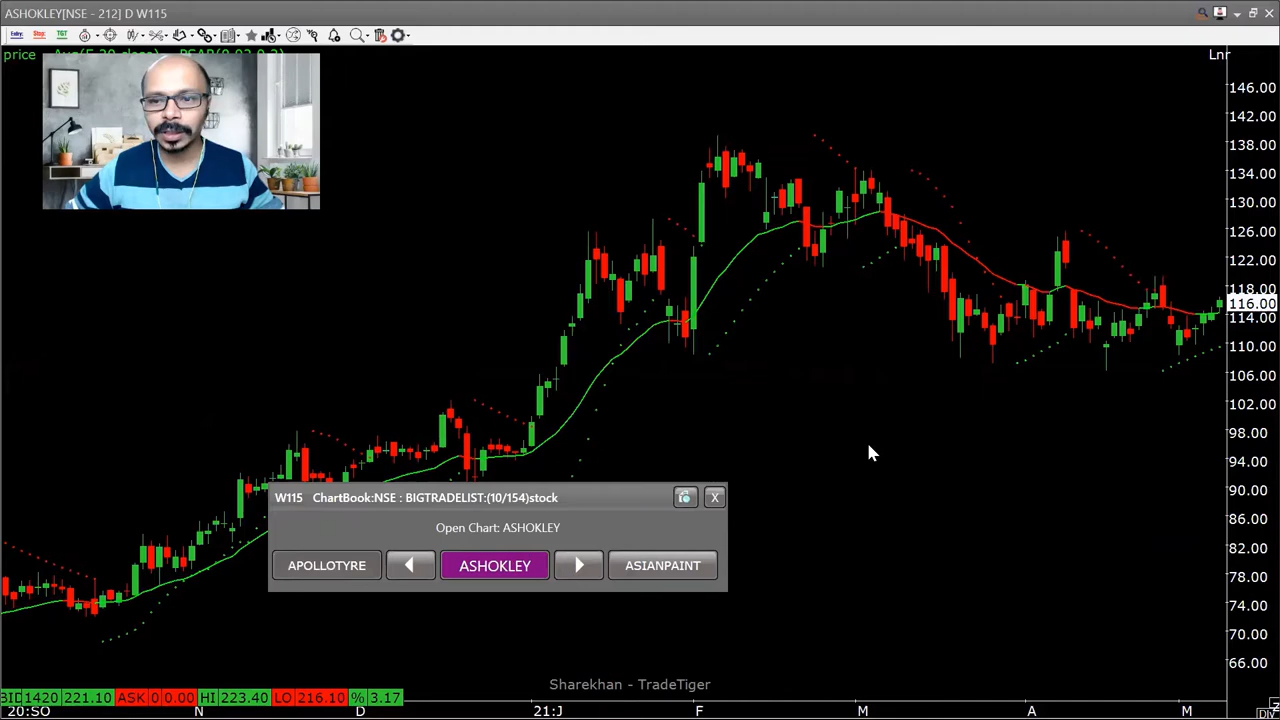 ASHOKLEY[NSE - 212] D W115
Entry: Stop: TGT
price
Lnr
146.00
142.00
138.00
134.00
130.00
126.00
122.00
118.00
116.00
114.00
110.00
106.00
102.00
98.00
94.00
90.00
86.00
82.00
78.00
74.00
70.00
66.00
W115 ChartBook:NSE : BIGTRADELIST:(10/154)stock
X
Open Chart: ASHOKLEY
APOLLOTYRE ASHOKLEY ASIANPAINT
Sharekhan - TradeTiger
BID 1420 221.10 ASK 0 0.00 HI 223.40 LO 216.10 % 3.17
20:SO N D 21:J F M A M